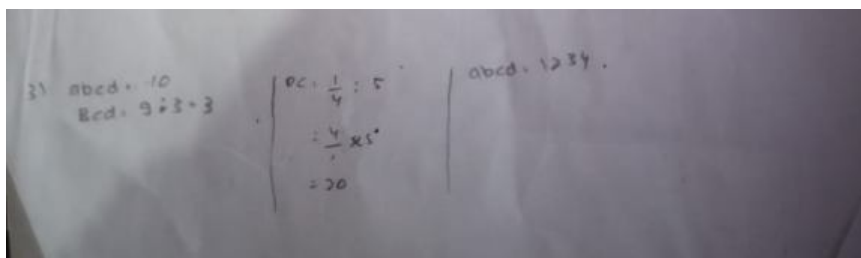 3) abcd = 10
Bcd = 9 : 3 = 3
DC = 1/4 : 5
= 4/1 x 5
= 20
abcd = 1234.